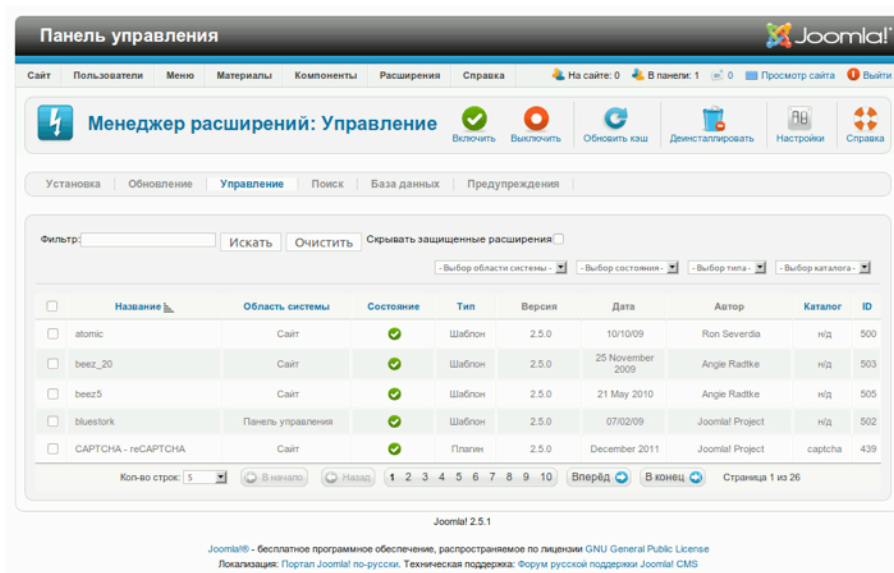 Панель управления
Joomla!
Сайт Пользователи Меню Материалы Компоненты Расширения Справка На сайте: 0 В панели: 1 0 Просмотр сайта Выйти
Менеджер расширений: Управление
Включить Выключить Обновить кэш Деинсталлировать Настройки Справка
Установка Обновление Управление Поиск База данных Предупреждения
Фильтр: Искать Очистить Скрывать защищенные расширения
- Выбор области системы - - Выбор состояния - - Выбор типа - - Выбор каталога -
Название Область системы Состояние Тип Версия Дата Автор Каталог ID
atomic Сайт Шаблон 2.5.0 10/10/09 Ron Severdia н/д 500
beez_20 Сайт Шаблон 2.5.0 25 November 2009 Angie Radtke н/д 503
beez5 Сайт Шаблон 2.5.0 21 May 2010 Angie Radtke н/д 505
bluestork Панель управления Шаблон 2.5.0 07/02/09 Joomla! Project н/д 502
CAPTCHA - reCAPTCHA Сайт Плагин 2.5.0 December 2011 Joomla! Project captcha 439
Кол-во строк: 5 В начало Назад 1 2 3 4 5 6 7 8 9 10 Вперёд В конец Страница 1 из 26
Joomla! 2.5.1
Joomla!® - бесплатное программное обеспечение, распространяемое по лицензии GNU General Public License
Локализация: Портал Joomla! по-русски. Техническая поддержка: Форум русской поддержки Joomla! CMS